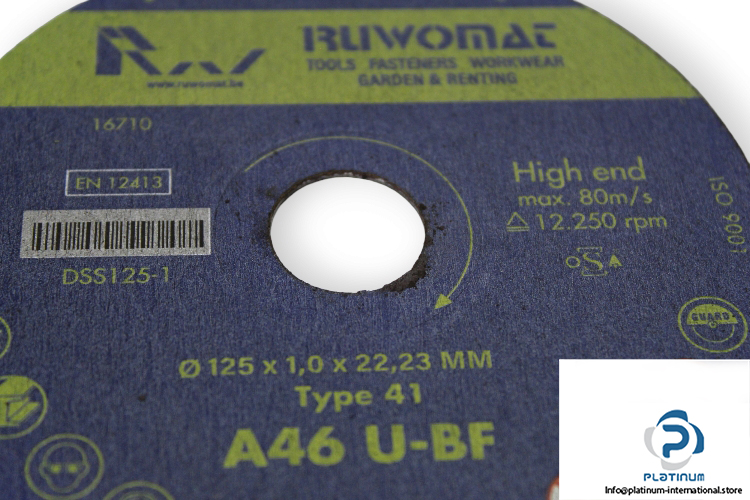 RUWOMAT
TOOLS FASTENERS WORKWEAR
GARDEN & RENTING
www.ruwomat.be
16710
EN 12413
DSS125-1
High end
max. 80m/s
12.250 rpm
oSA
ISO 9001
GUARD
Ø 125 x 1,0 x 22,23 MM
Type 41
A46 U-BF
PLATINUM
Info@platinum-international.store